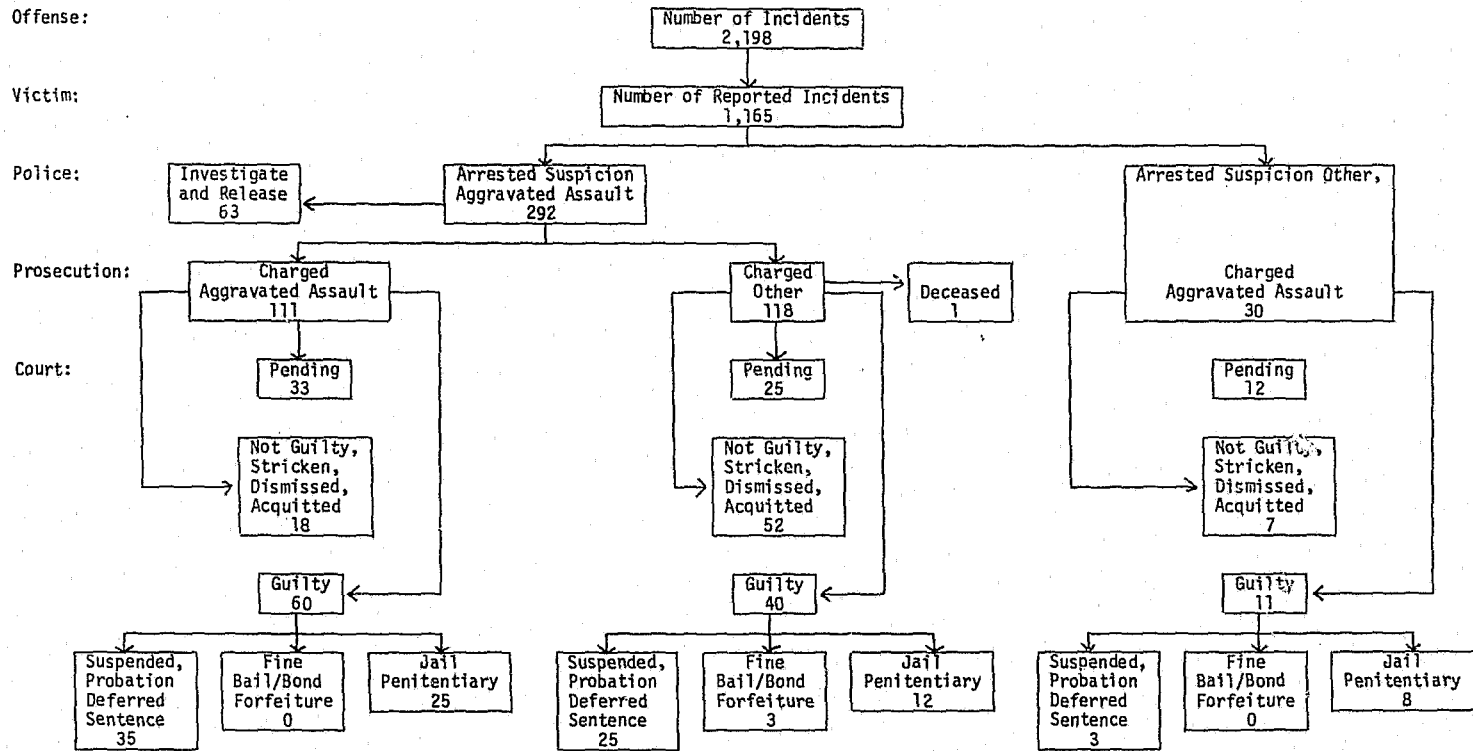 Offense:
Number of Incidents
2,198
Victim:
Number of Reported Incidents
1,165
Police:
Investigate
and Release
63
Arrested Suspicion
Aggravated Assault
292
Arrested Suspicion Other,
Prosecution:
Charged
Aggravated Assault
111
Charged
Other
118
Deceased
1
Charged
Aggravated Assault
30
Court:
Pending
33
Pending
25
Pending
12
Not Guilty,
Stricken,
Dismissed,
Acquitted
18
Not Guilty,
Stricken,
Dismissed,
Acquitted
52
Not Guilty,
Stricken,
Dismissed,
Acquitted
7
Guilty
60
Guilty
40
Guilty
11
Suspended,
Probation
Deferred
Sentence
35
Fine
Bail/Bond
Forfeiture
0
Jail
Penitentiary
25
Suspended,
Probation
Deferred
Sentence
25
Fine
Bail/Bond
Forfeiture
3
Jail
Penitentiary
12
Suspended,
Probation
Deferred
Sentence
3
Fine
Bail/Bond
Forfeiture
0
Jail
Penitentiary
8